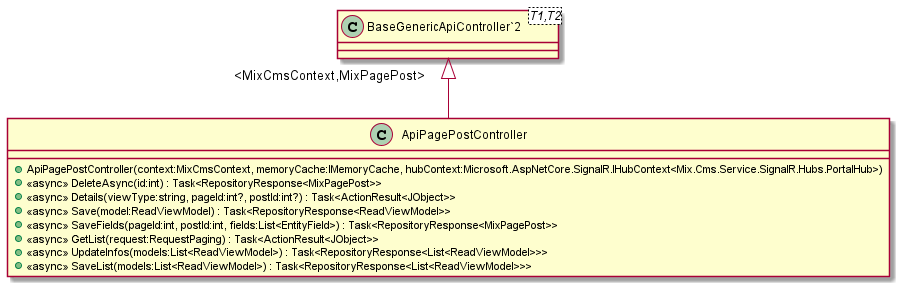 T1,T2
C BaseGenericApiController`2
<MixCmsContext,MixPagePost>
C ApiPagePostController
ApiPagePostController(context:MixCmsContext, memoryCache:IMemoryCache, hubContext:Microsoft.AspNetCore.SignalR.IHubContext<Mix.Cms.Service.SignalR.Hubs.PortalHub>)
«async» DeleteAsync(id:int) : Task<RepositoryResponse<MixPagePost>>
«async» Details(viewType:string, pageId:int?, postId:int?) : Task<ActionResult<JObject>>
«async» Save(model:ReadViewModel) : Task<RepositoryResponse<ReadViewModel>>
«async» SaveFields(pageId:int, postId:int, fields:List<EntityField>) : Task<RepositoryResponse<MixPagePost>>
«async» GetList(request:RequestPaging) : Task<ActionResult<JObject>>
«async» UpdateInfos(models:List<ReadViewModel>) : Task<RepositoryResponse<List<ReadViewModel>>>
«async» SaveList(models:List<ReadViewModel>) : Task<RepositoryResponse<List<ReadViewModel>>>